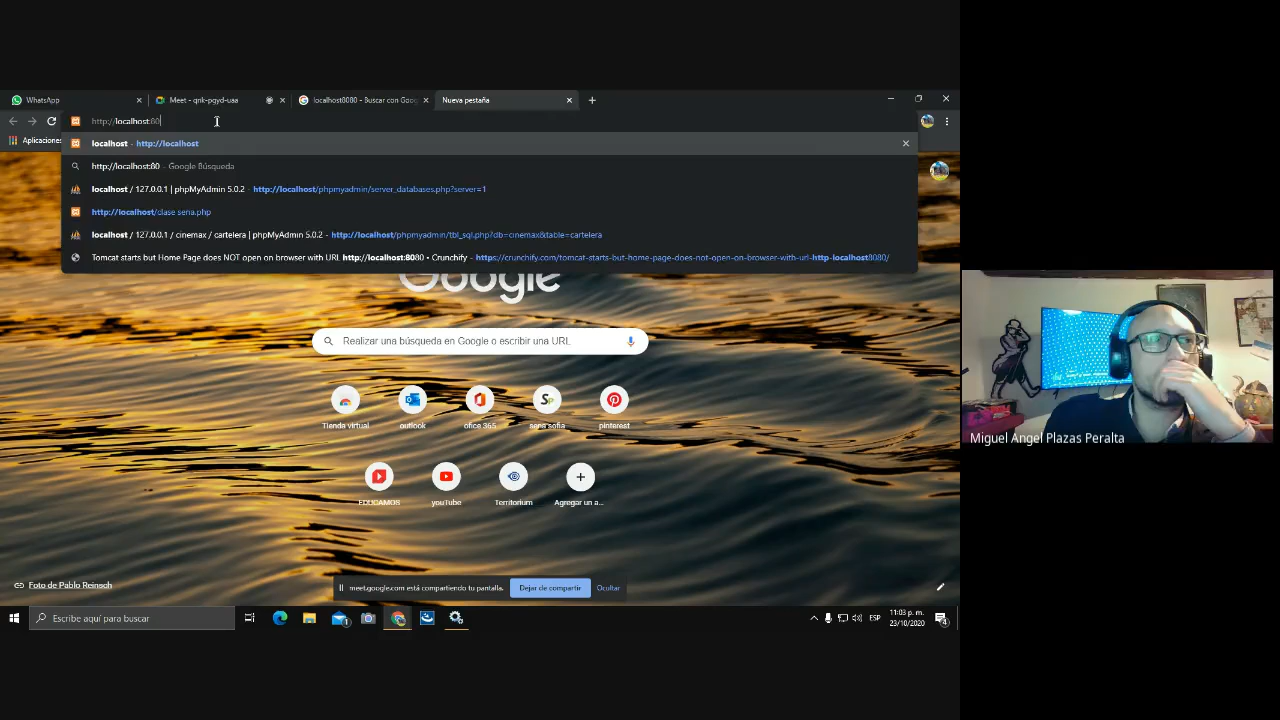 WhatsApp
Meet - qnk-pgyd-uaa
localhost8080 - Buscar con Goog
Nueva pestaña
http://localhost:80
Aplicaciones
localhost - http://localhost
http://localhost:80 - Google Búsqueda
localhost / 127.0.0.1 | phpMyAdmin 5.0.2 - http://localhost/phpmyadmin/server_databases.php?server=1
http://localhost/clase sena.php
localhost / 127.0.0.1 / cinemax / cartelera | phpMyAdmin 5.0.2 - http://localhost/phpmyadmin/tbl_sql.php?db=cinemax&table=cartelera
Tomcat starts but Home Page does NOT open on browser with URL http://localhost:8080 • Crunchify - https://crunchify.com/tomcat-starts-but-home-page-does-not-open-on-browser-with-url-http-localhost8080/
Google
Realizar una búsqueda en Google o escribir una URL
Tienda virtual
outlook
ofice 365
sena sofia
pinterest
EDUCAMOS
youTube
Territorium
Agregar un a...
Foto de Pablo Reinsch
meet.google.com está compartiendo tu pantalla.
Dejar de compartir
Ocultar
Escribe aquí para buscar
ESP
11:03 p. m.
23/10/2020
Miguel Angel Plazas Peralta